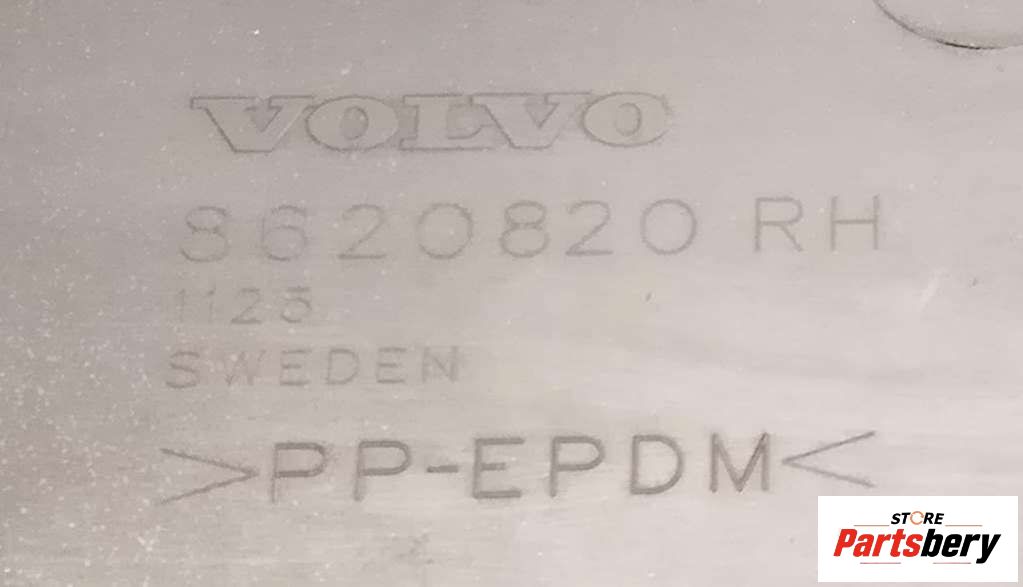 VOLVO
8620820 RH
1125
SWEDEN
>PP-EPDM<
STORE
Partsbery